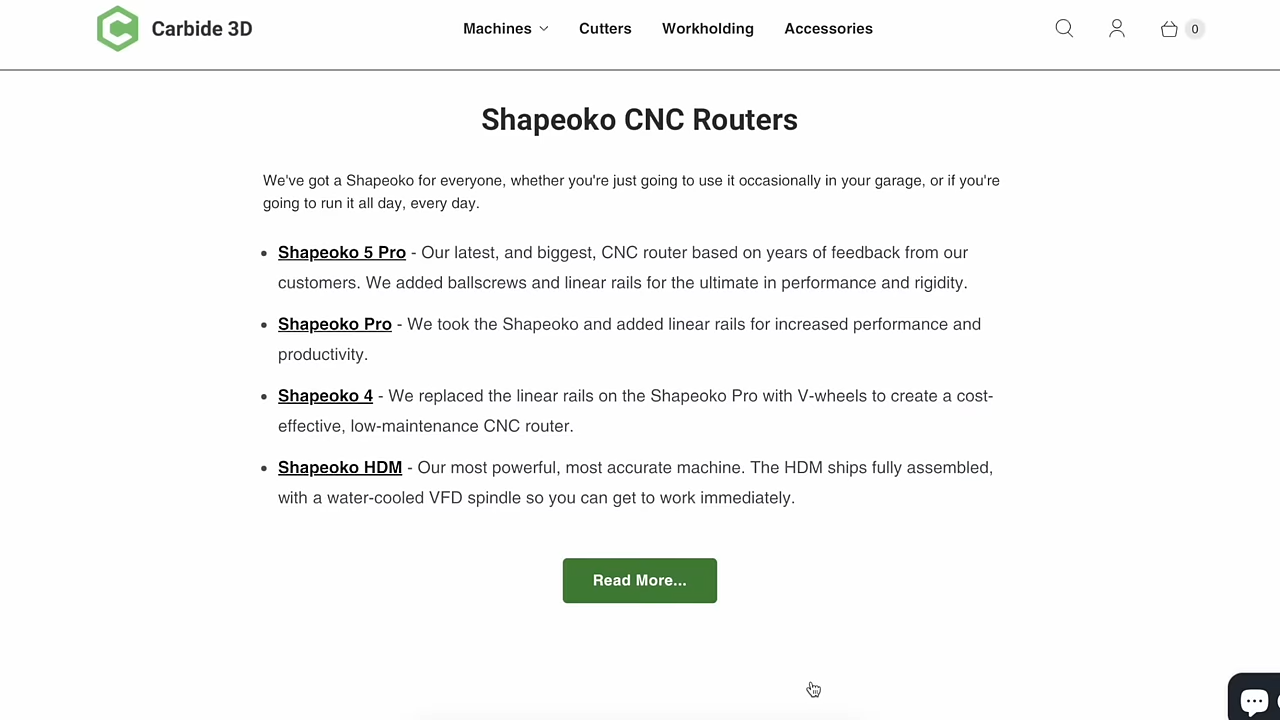 Carbide 3D
Machines
Cutters
Workholding
Accessories
0
Shapeoko CNC Routers
We've got a Shapeoko for everyone, whether you're just going to use it occasionally in your garage, or if you're
going to run it all day, every day.
Shapeoko 5 Pro - Our latest, and biggest, CNC router based on years of feedback from our
customers. We added ballscrews and linear rails for the ultimate in performance and rigidity.
Shapeoko Pro - We took the Shapeoko and added linear rails for increased performance and
productivity.
Shapeoko 4 - We replaced the linear rails on the Shapeoko Pro with V-wheels to create a cost-
effective, low-maintenance CNC router.
Shapeoko HDM - Our most powerful, most accurate machine. The HDM ships fully assembled,
with a water-cooled VFD spindle so you can get to work immediately.
Read More...